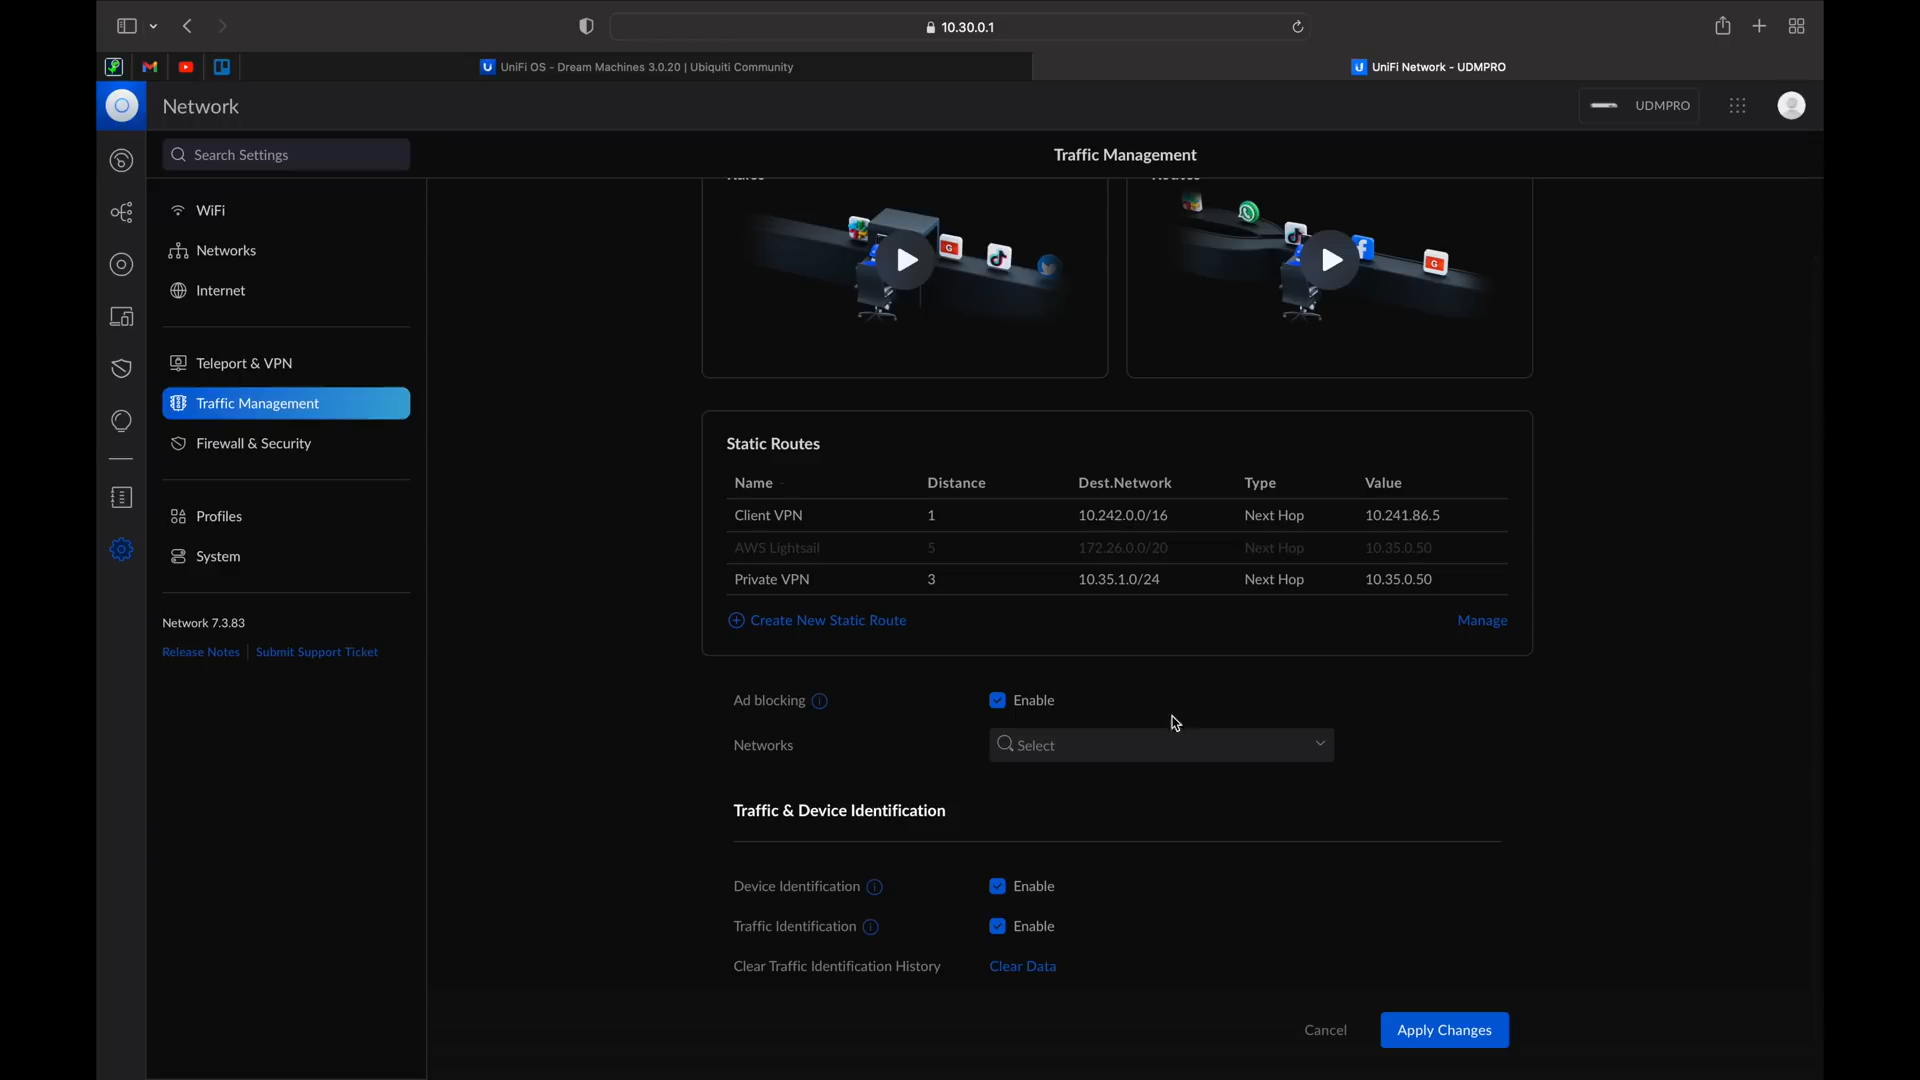 10.30.0.1
UniFi OS - Dream Machines 3.0.20 | Ubiquiti Community
UniFi Network - UDMPRO
Network
UDMPRO
Search Settings
Traffic Management
Rules
Routes
WiFi
Networks
Internet
Teleport & VPN
Traffic Management
Firewall & Security
Profiles
System
Network 7.3.83
Release Notes | Submit Support Ticket
Static Routes
Name Distance Dest.Network Type Value
Client VPN 1 10.242.0.0/16 Next Hop 10.241.86.5
AWS Lightsail 5 172.26.0.0/20 Next Hop 10.35.0.50
Private VPN 3 10.35.1.0/24 Next Hop 10.35.0.50
Create New Static Route Manage
Ad blocking Enable
Networks Select
Traffic & Device Identification
Device Identification Enable
Traffic Identification Enable
Clear Traffic Identification History Clear Data
Cancel Apply Changes